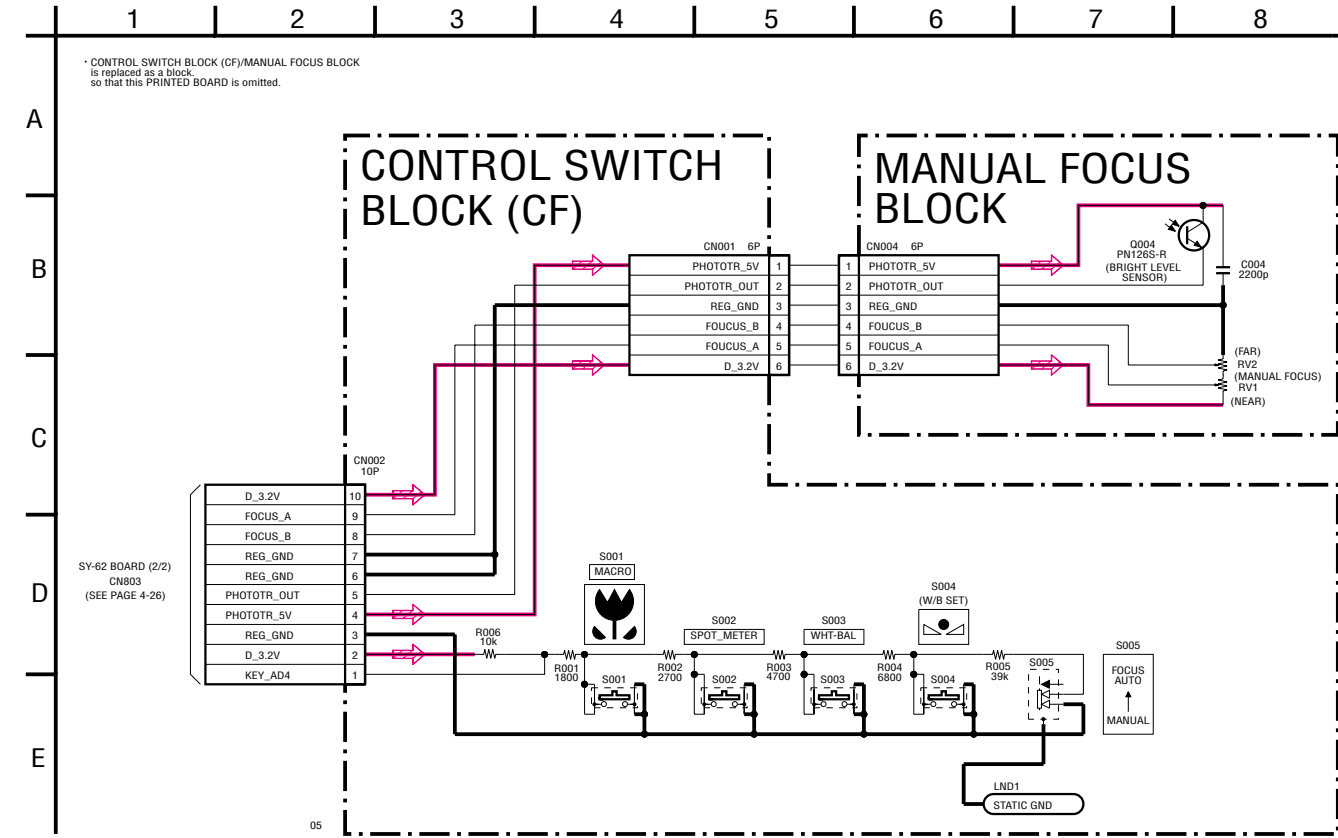 1 2 3 4 5 6 7 8
· CONTROL SWITCH BLOCK (CF)/MANUAL FOCUS BLOCK
is replaced as a block.
so that this PRINTED BOARD is omitted.
A
B
C
D
E
CONTROL SWITCH
BLOCK (CF)
MANUAL FOCUS
BLOCK
CN001 6P
PHOTOTR_5V 1
PHOTOTR_OUT 2
REG_GND 3
FOUCUS_B 4
FOUCUS_A 5
D_3.2V 6
CN004 6P
1 PHOTOTR_5V
2 PHOTOTR_OUT
3 REG_GND
4 FOUCUS_B
5 FOUCUS_A
6 D_3.2V
Q004
PN126S-R
(BRIGHT LEVEL
SENSOR)
C004
2200p
(FAR)
RV2
(MANUAL FOCUS)
RV1
(NEAR)
CN002
10P
D_3.2V 10
FOCUS_A 9
FOCUS_B 8
REG_GND 7
REG_GND 6
PHOTOTR_OUT 5
PHOTOTR_5V 4
REG_GND 3
D_3.2V 2
KEY_AD4 1
SY-62 BOARD (2/2)
CN803
(SEE PAGE 4-26)
S001
MACRO
S002
SPOT_METER
S003
WHT-BAL
S004
(W/B SET)
R006
10k
R001
1800
R002
2700
R003
4700
R004
6800
R005
39k
S001
S002
S003
S004
S005
S005
FOCUS
AUTO
MANUAL
LND1
STATIC GND
05